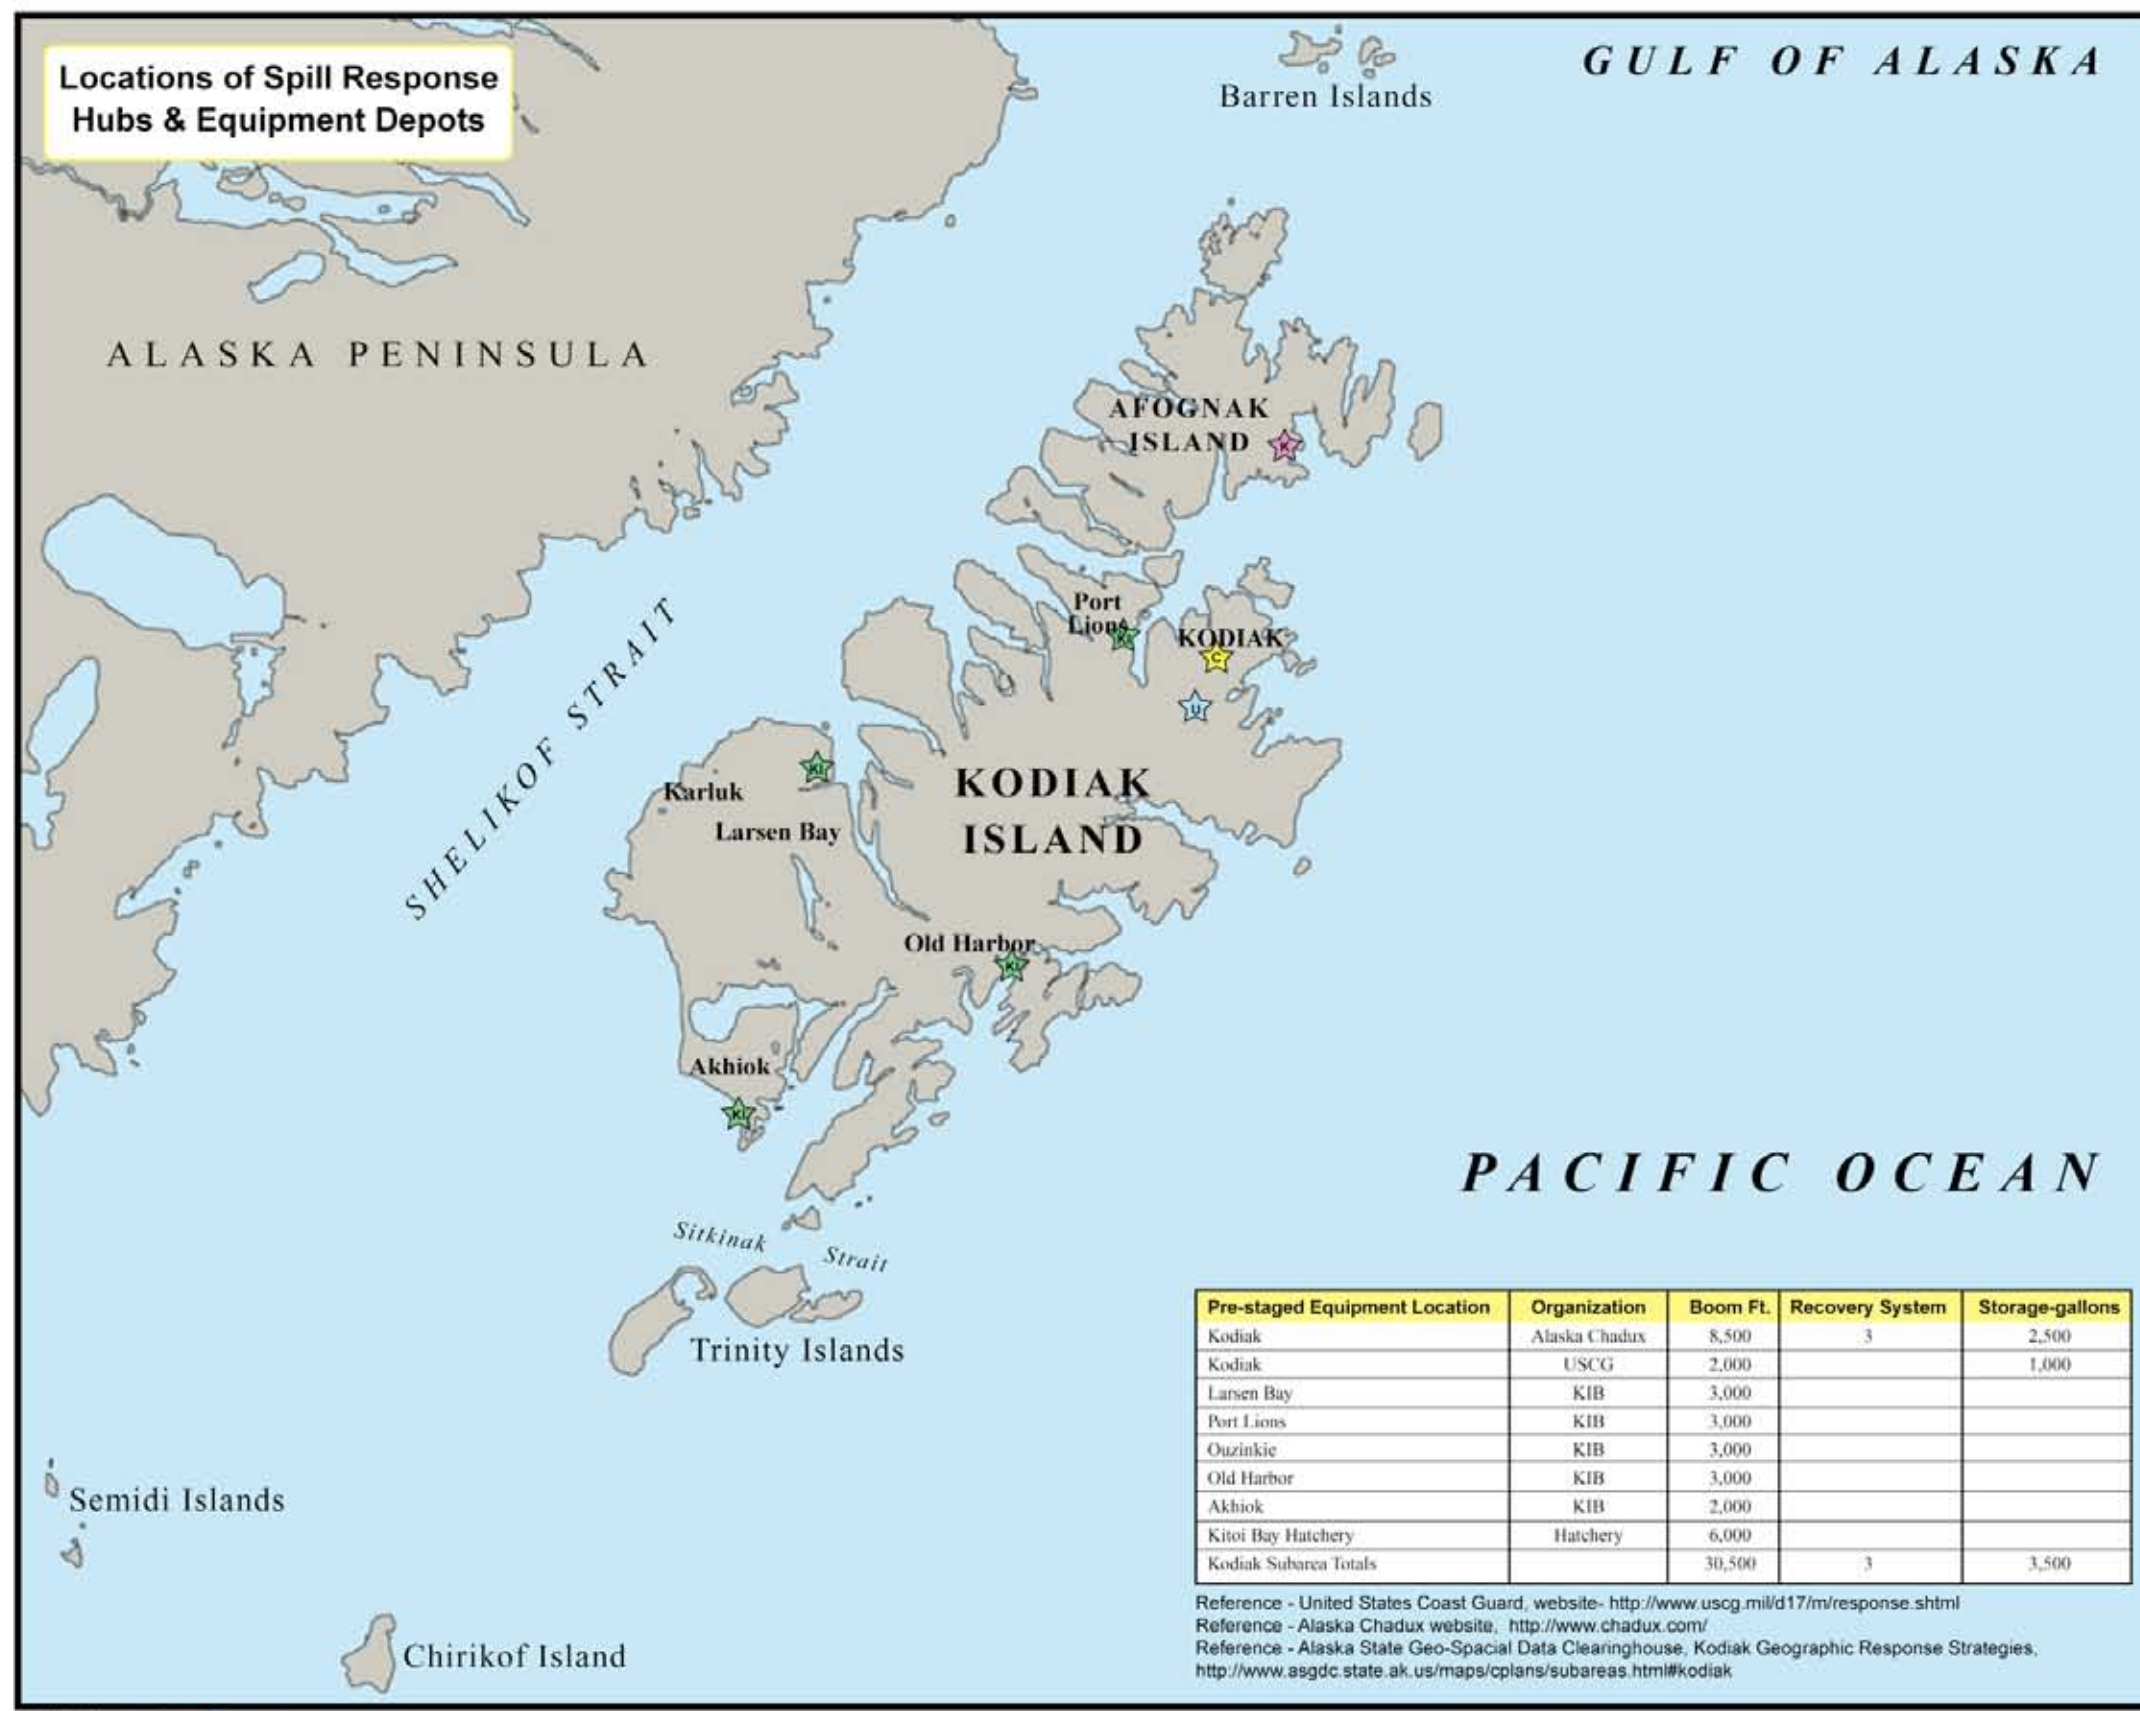 Locations of Spill Response
Hubs & Equipment Depots
GULF OF ALASKA
Barren Islands
ALASKA PENINSULA
AFOGNAK
ISLAND
K
SHELIKOF STRAIT
Port
Lions
KI
KODIAK
C
U
KI
Karluk
Larsen Bay
KODIAK
ISLAND
Old Harbor
KI
Akhiok
KI
PACIFIC OCEAN
Sitkinak Strait
Trinity Islands
Semidi Islands
Chirikof Island
Pre-staged Equipment Location Organization Boom Ft. Recovery System Storage-gallons
Kodiak Alaska Chadux 8,500 3 2,500
Kodiak USCG 2,000 1,000
Larsen Bay KIB 3,000
Port Lions KIB 3,000
Ouzinkie KIB 3,000
Old Harbor KIB 3,000
Akhiok KIB 2,000
Kitoi Bay Hatchery Hatchery 6,000
Kodiak Subarea Totals 30,500 3 3,500
Reference - United States Coast Guard, website- http://www.uscg.mil/d17/m/response.shtml
Reference - Alaska Chadux website, http://www.chadux.com/
Reference - Alaska State Geo-Spacial Data Clearinghouse, Kodiak Geographic Response Strategies,
http://www.asgdc.state.ak.us/maps/cplans/subareas.html#kodiak